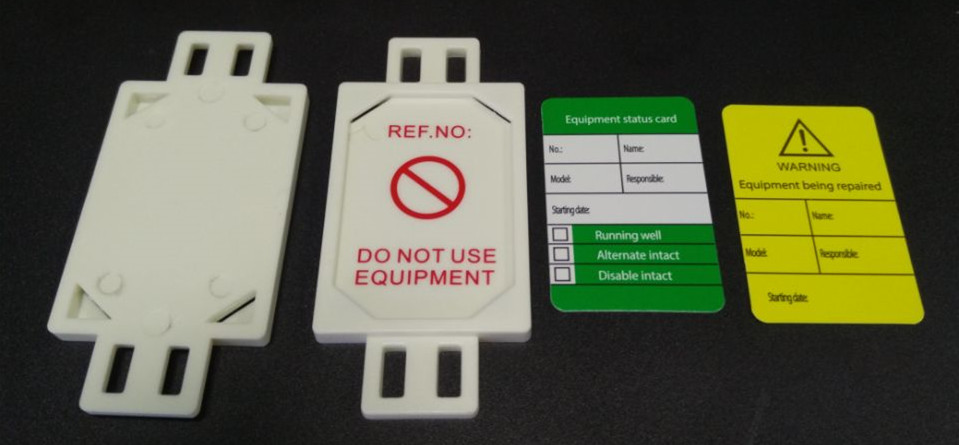 REF.NO:
DO NOT USE
EQUIPMENT
Equipment status card
No.:
Name:
Model:
Responsible:
Starting date:
Running well
Alternate intact
Disable intact
WARNING
Equipment being repaired
No.:
Name:
Model:
Responsible:
Starting date: